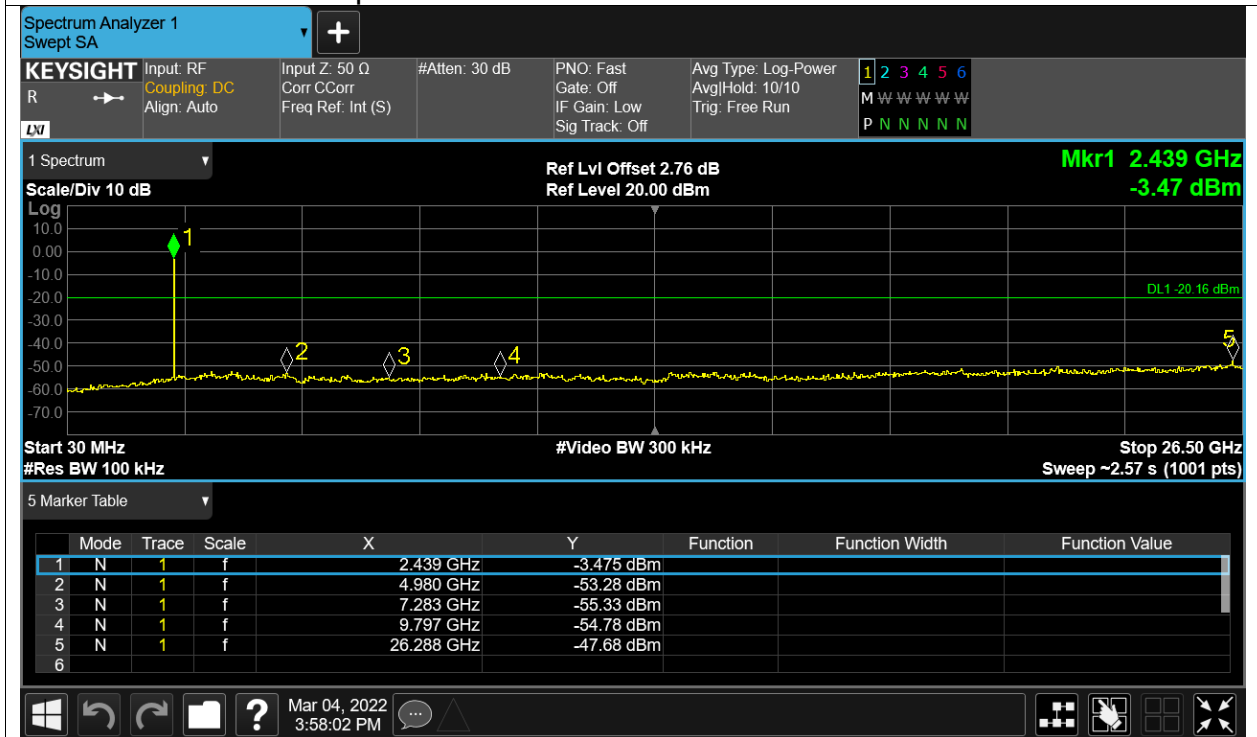 Spectrum Analyzer 1
Swept SA
KEYSIGHT Input: RF Input Z: 50 Ω #Atten: 30 dB PNO: Fast Avg Type: Log-Power 1 2 3 4 5 6
R Coupling: DC Corr CCorr Gate: Off Avg|Hold: 10/10 M W W W W W
Align: Auto Freq Ref: Int (S) IF Gain: Low Trig: Free Run
LXI Sig Track: Off P N N N N N
1 Spectrum Ref Lvl Offset 2.76 dB Mkr1 2.439 GHz
Scale/Div 10 dB Ref Level 20.00 dBm -3.47 dBm
Log
10.0
1
0.00
-10.0
-20.0 DL1 -20.16 dBm
-30.0
-40.0
2 3 4 5
-50.0
-60.0
-70.0
Start 30 MHz #Video BW 300 kHz Stop 26.50 GHz
#Res BW 100 kHz Sweep ~2.57 s (1001 pts)
5 Marker Table
Mode Trace Scale X Y Function Function Width Function Value
1 N 1 f 2.439 GHz -3.475 dBm
2 N 1 f 4.980 GHz -53.28 dBm
3 N 1 f 7.283 GHz -55.33 dBm
4 N 1 f 9.797 GHz -54.78 dBm
5 N 1 f 26.288 GHz -47.68 dBm
6
? Mar 04, 2022
3:58:02 PM